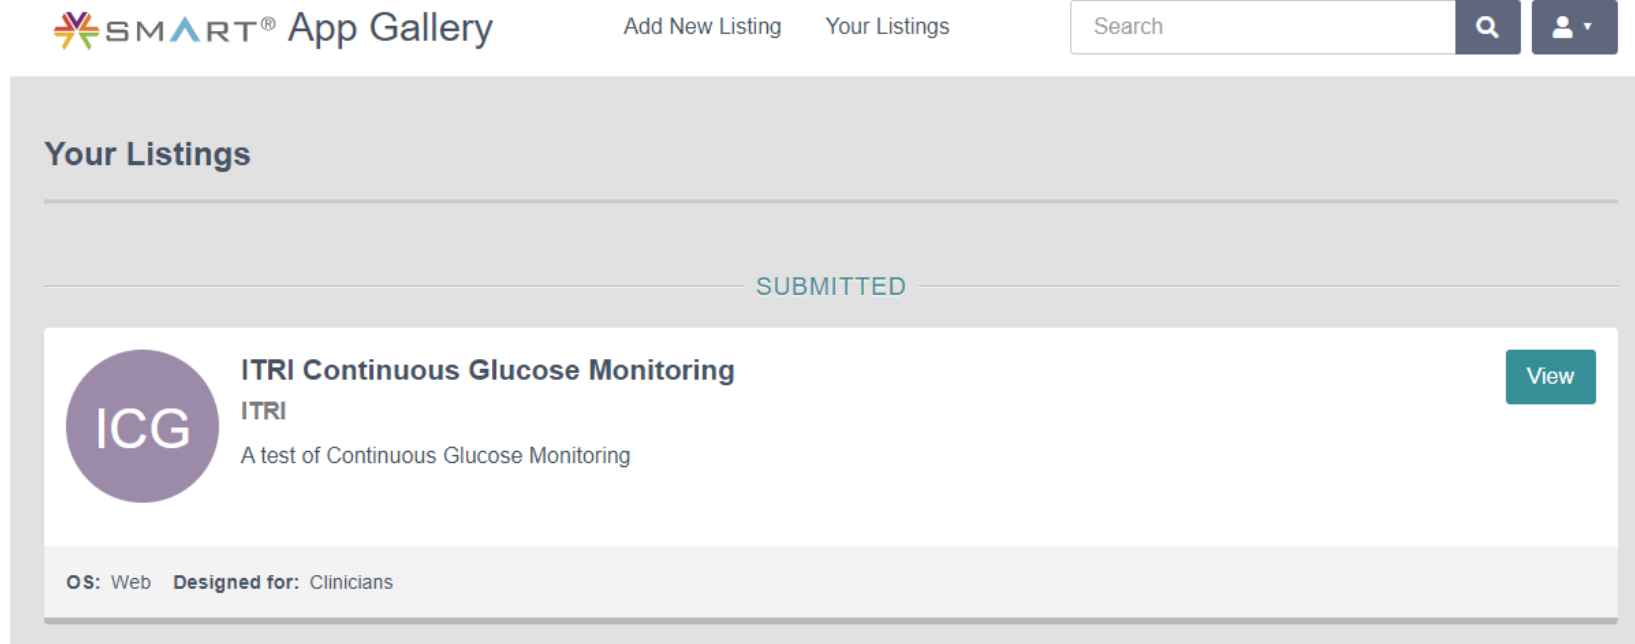 SMART® App Gallery Add New Listing Your Listings Search
Your Listings
SUBMITTED
ITRI Continuous Glucose Monitoring View
ICG ITRI
A test of Continuous Glucose Monitoring
OS: Web Designed for: Clinicians